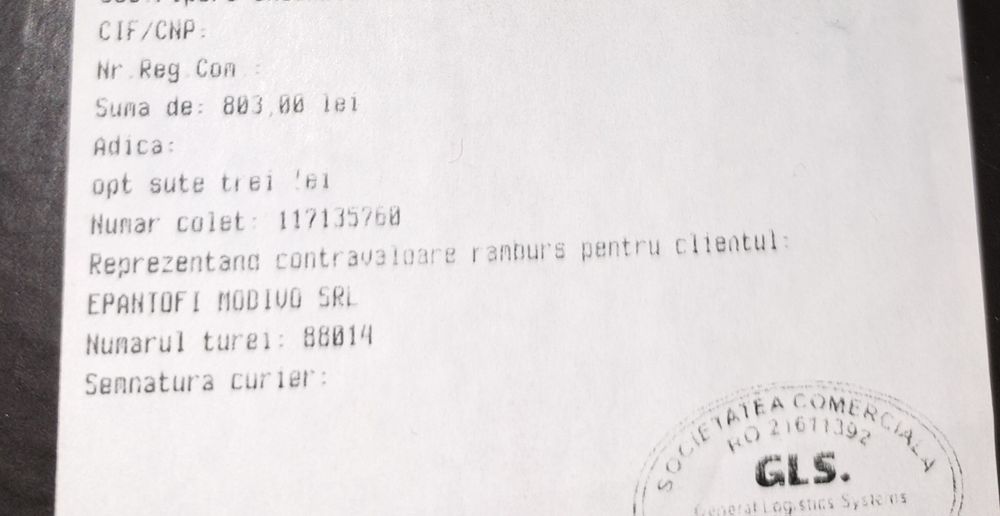 CIF/CNP:
Nr.Reg.Com.:
Suma de: 803,00 lei
Adica:
opt sute trei lei
Numar colet: 117135760
Reprezentand contravaloare ramburs pentru clientul:
EPANTOFI MODIVO SRL
Numarul turei: 88014
Semnatura curier:
SOCIETATEA COMERCIALA
RO 21611392
GLS.
General Logistics Systems